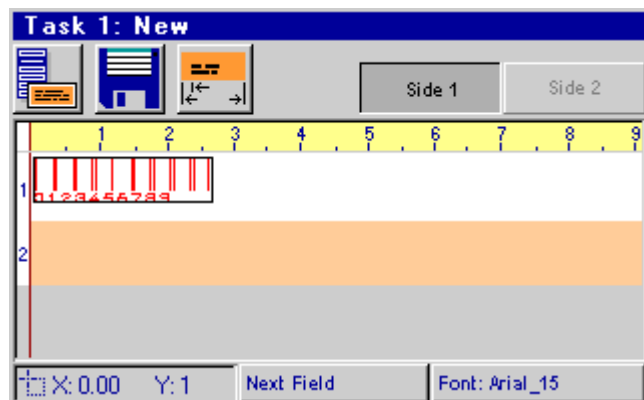 Task 1: New
Side 1 Side 2
1 2 3 4 5 6 7 8 9
1
0123456789
2
X: 0.00 Y: 1 Next Field Font: Arial_15